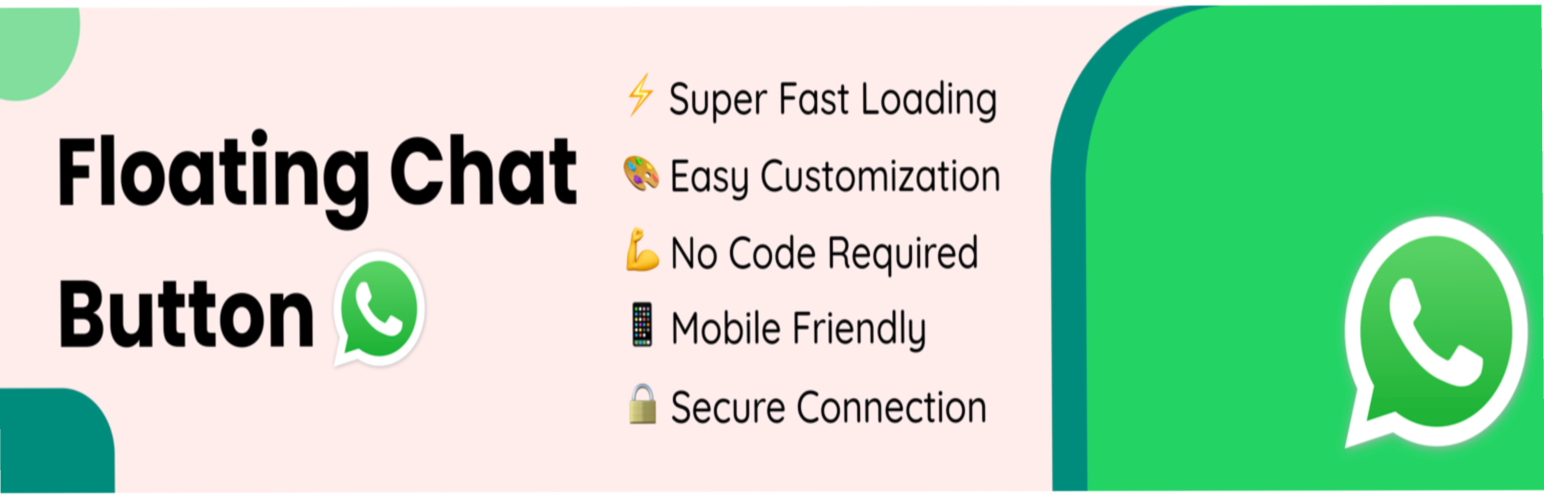 Floating Chat
Button
⚡ Super Fast Loading
🎨 Easy Customization
💪 No Code Required
📱 Mobile Friendly
🔒 Secure Connection